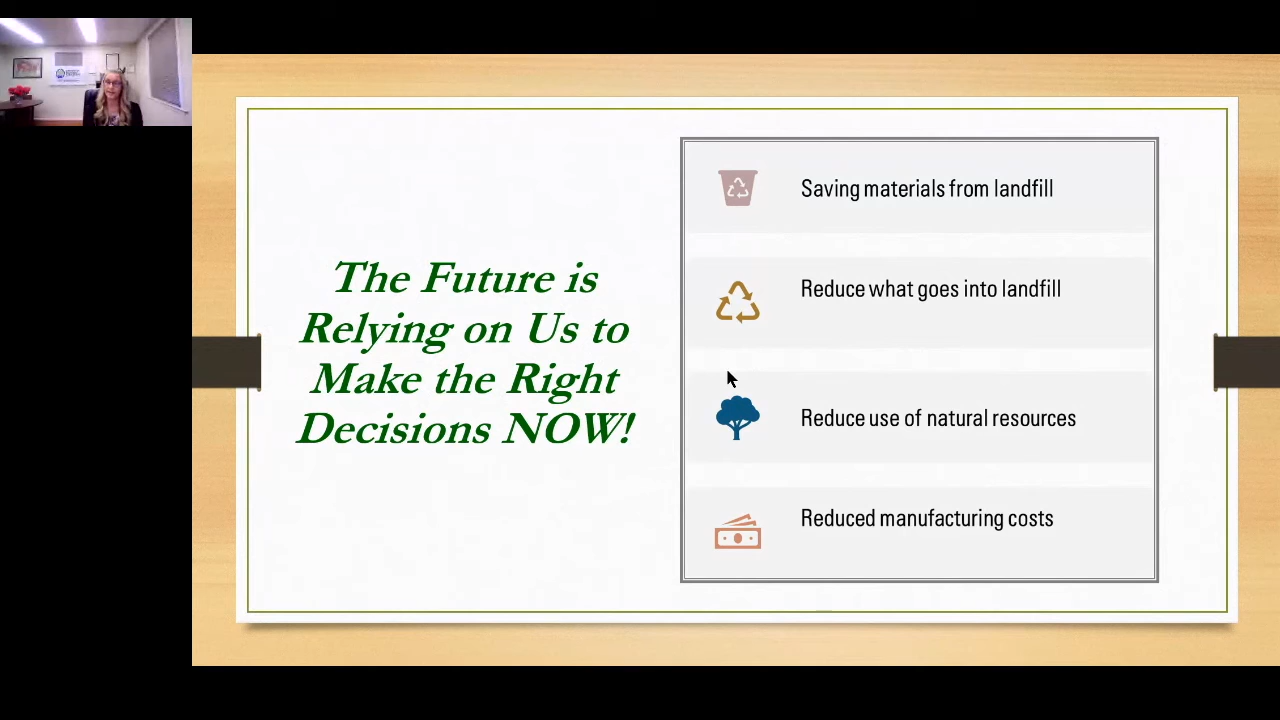 The Future is
Relying on Us to
Make the Right
Decisions NOW!
Saving materials from landfill
Reduce what goes into landfill
Reduce use of natural resources
Reduced manufacturing costs